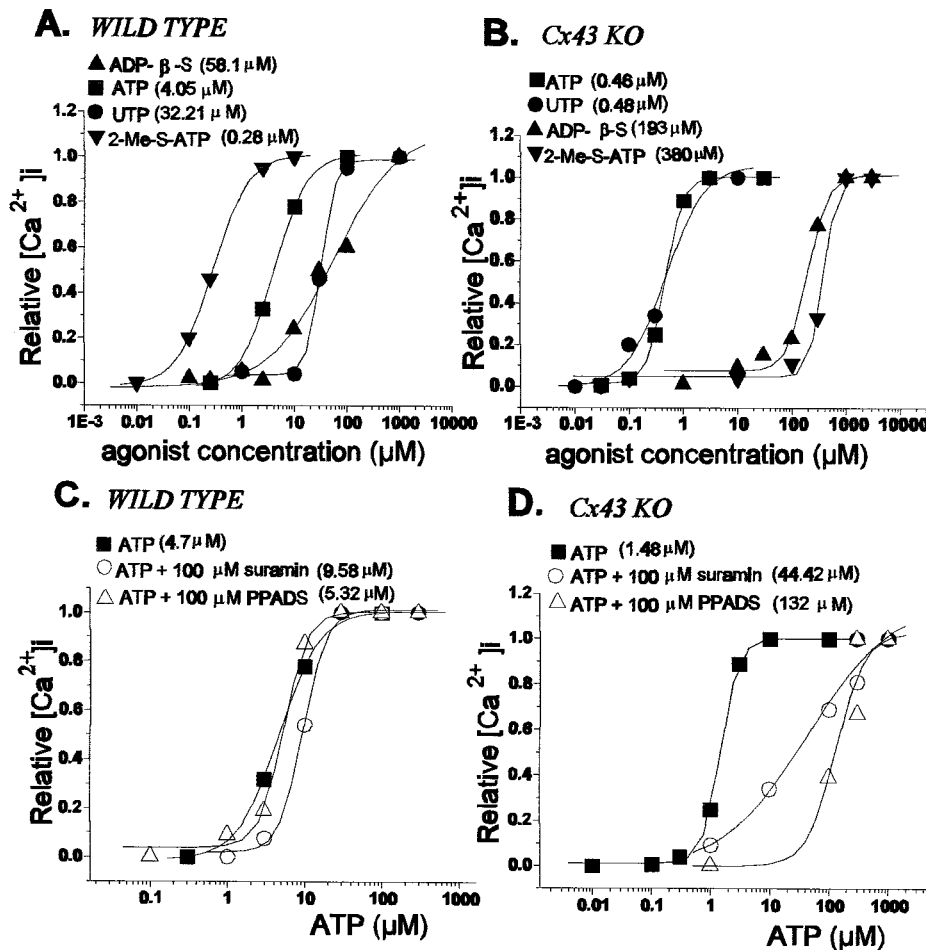 A. WILD TYPE
▲ ADP- β -S (58.1 μM)
■ ATP (4.05 μM)
● UTP (32.21 μ M)
▼ 2-Me-S-ATP (0.28 μM)
Relative [Ca2+]i
1.2
1.0
0.8
0.6
0.4
0.2
0.0
1E-3 0.01 0.1 1 10 100 1000 10000
agonist concentration (μM)
B. Cx43 KO
■ ATP (0.46 μM)
● UTP (0.48 μM)
▲ ADP- β-S (193μM)
▼ 2-Me-S-ATP (380μM)
Relative [Ca2+]i
1.2
1.0
0.8
0.6
0.4
0.2
0.0
1E-3 0.01 0.1 1 10 100 1000 10000
agonist concentration (μM)
C. WILD TYPE
■ ATP (4.7μM)
○ ATP + 100 μM suramin (9.58 μM)
△ ATP + 100 μM PPADS (5.32 μM)
Relative [Ca2+]i
1.0
0.8
0.6
0.4
0.2
0.0
0.1 1 10 100 1000
ATP (μM)
D. Cx43 KO
■ ATP (1.48 μM)
○ ATP + 100 μM suramin (44.42 μM)
△ ATP + 100 μM PPADS (132 μM)
Relative [Ca2+]i
1.0
0.8
0.6
0.4
0.2
0.0
0.01 0.1 1 10 100 1000
ATP (μM)